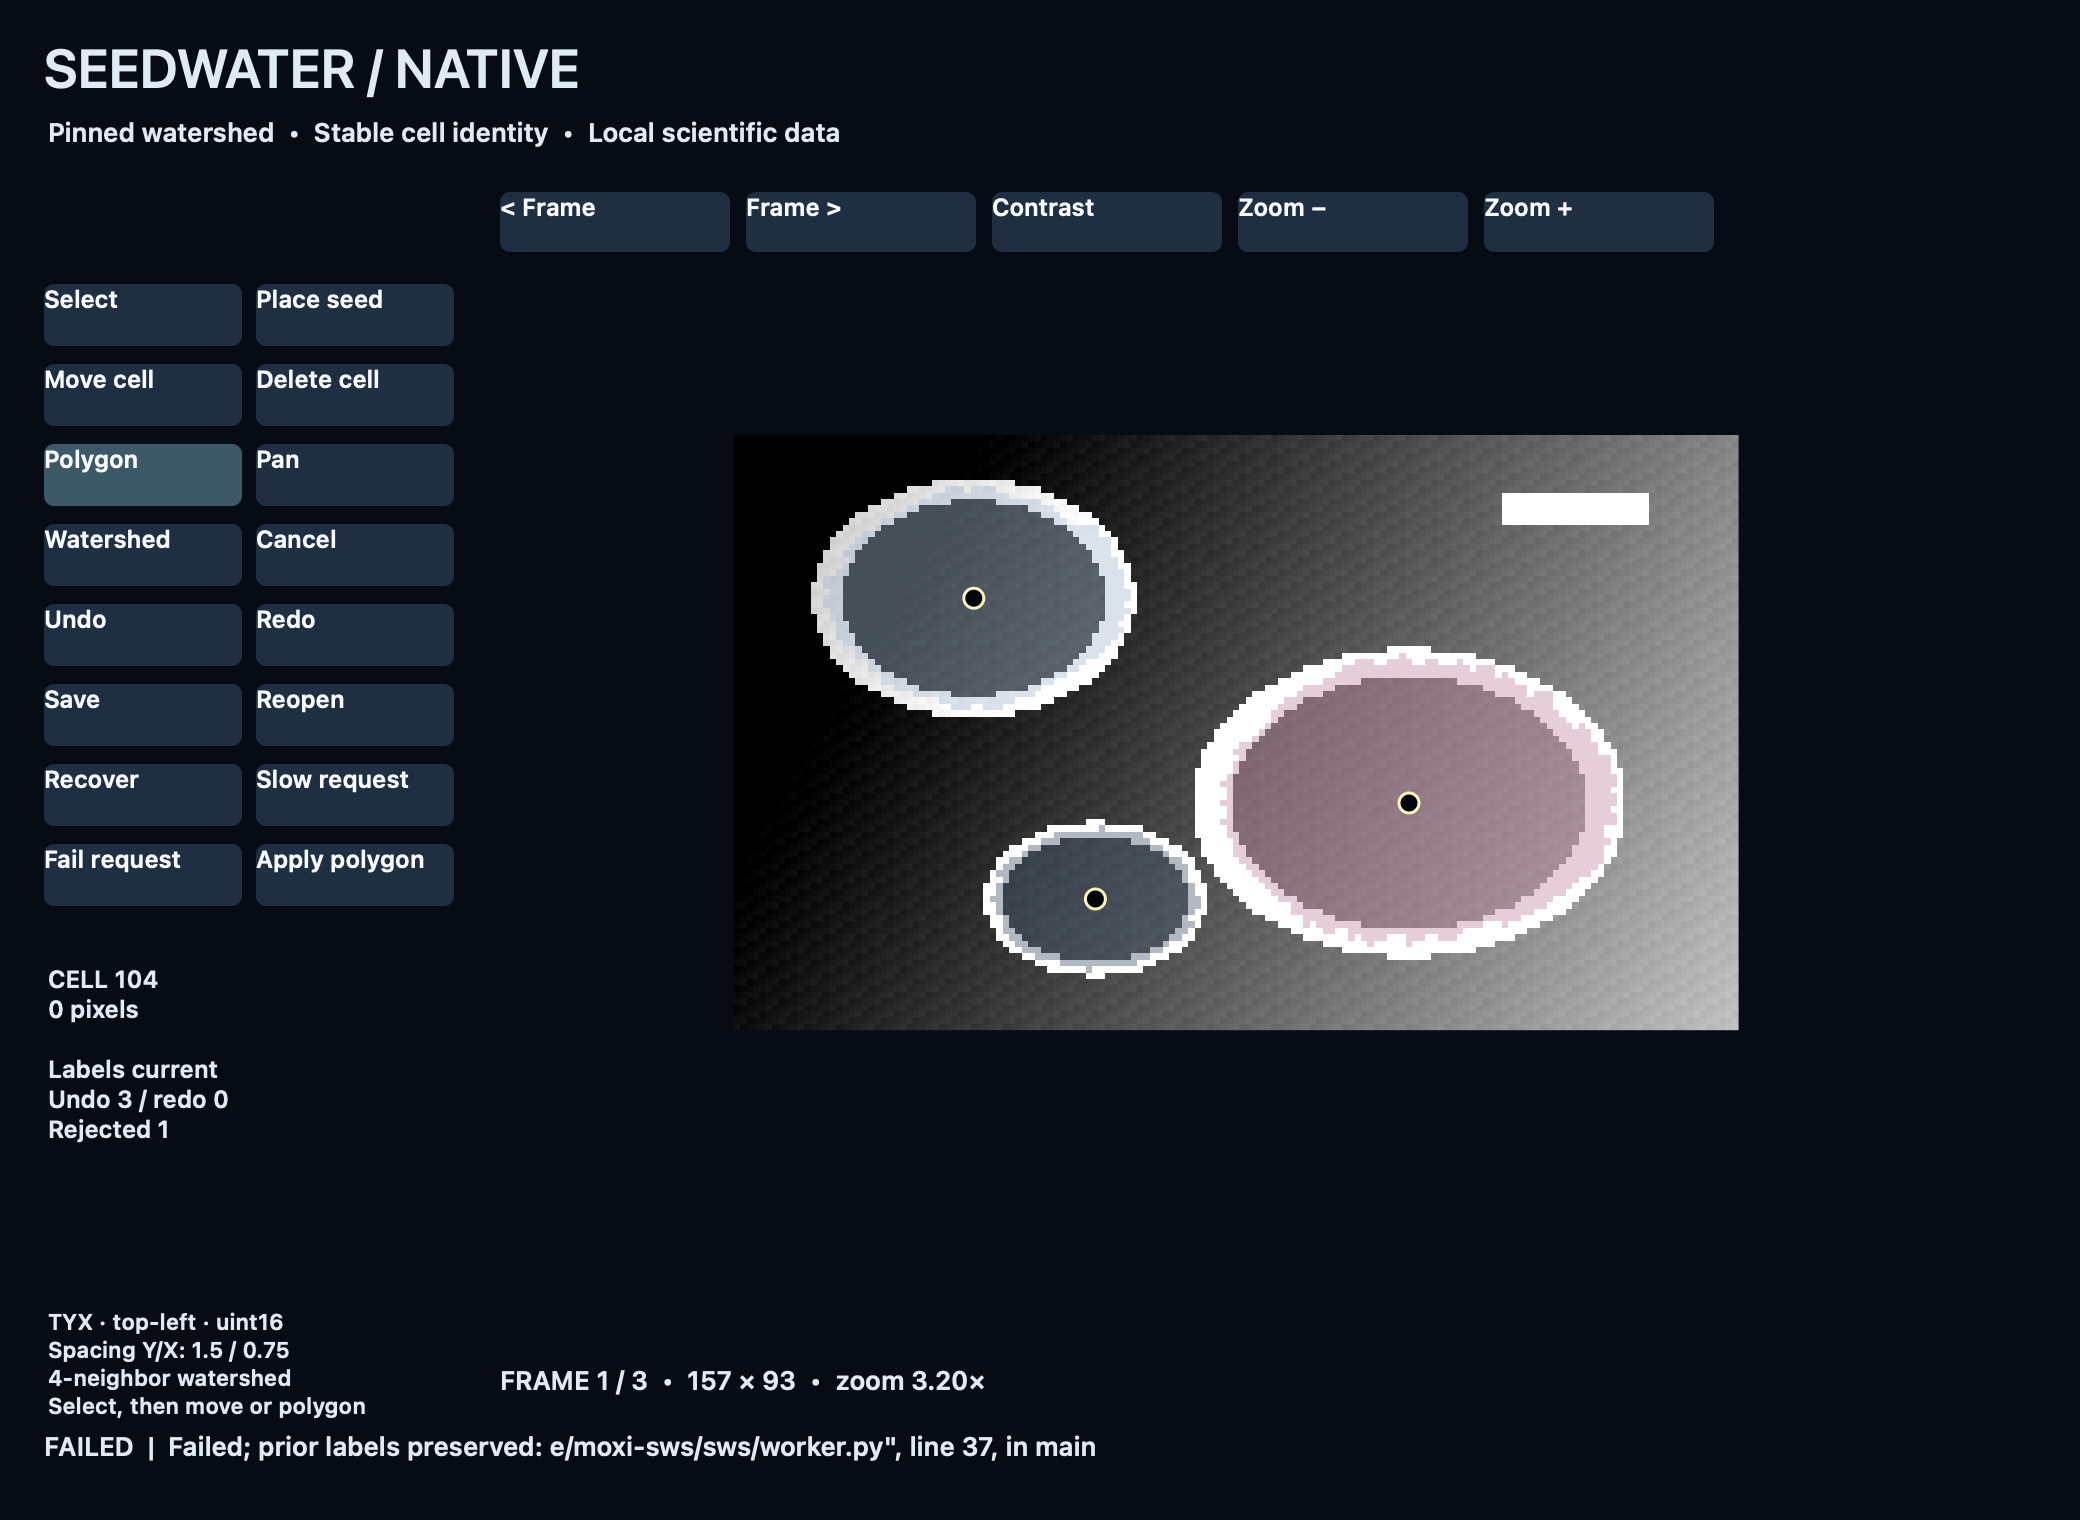 SEEDWATER / NATIVE
Pinned watershed • Stable cell identity • Local scientific data
< Frame
Frame >
Contrast
Zoom –
Zoom +
Select
Place seed
Move cell
Delete cell
Polygon
Pan
Watershed
Cancel
Undo
Redo
Save
Reopen
Recover
Slow request
Fail request
Apply polygon
CELL 104
0 pixels
Labels current
Undo 3 / redo 0
Rejected 1
TYX · top-left · uint16
Spacing Y/X: 1.5 / 0.75
4-neighbor watershed
Select, then move or polygon
FRAME 1 / 3 • 157 × 93 • zoom 3.20×
FAILED | Failed; prior labels preserved: e/moxi-sws/sws/worker.py", line 37, in main